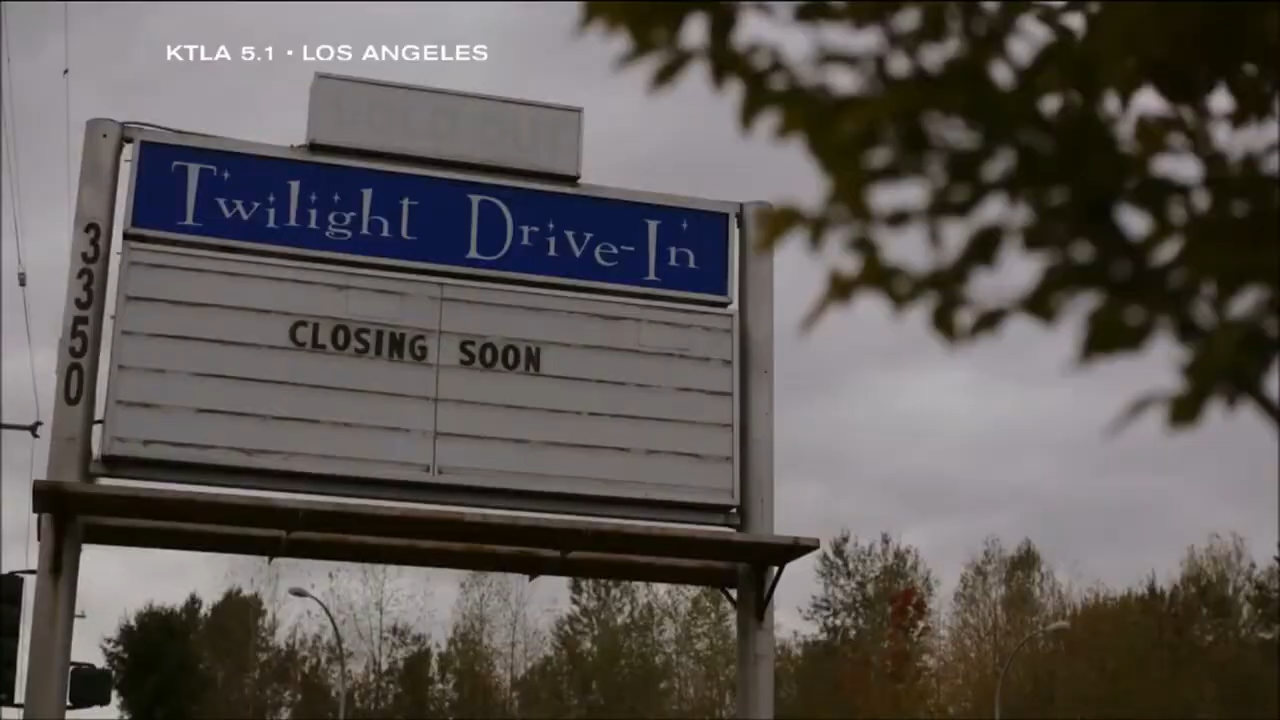 KTLA 5.1 • LOS ANGELES
Twilight Drive-In
3350
CLOSING SOON